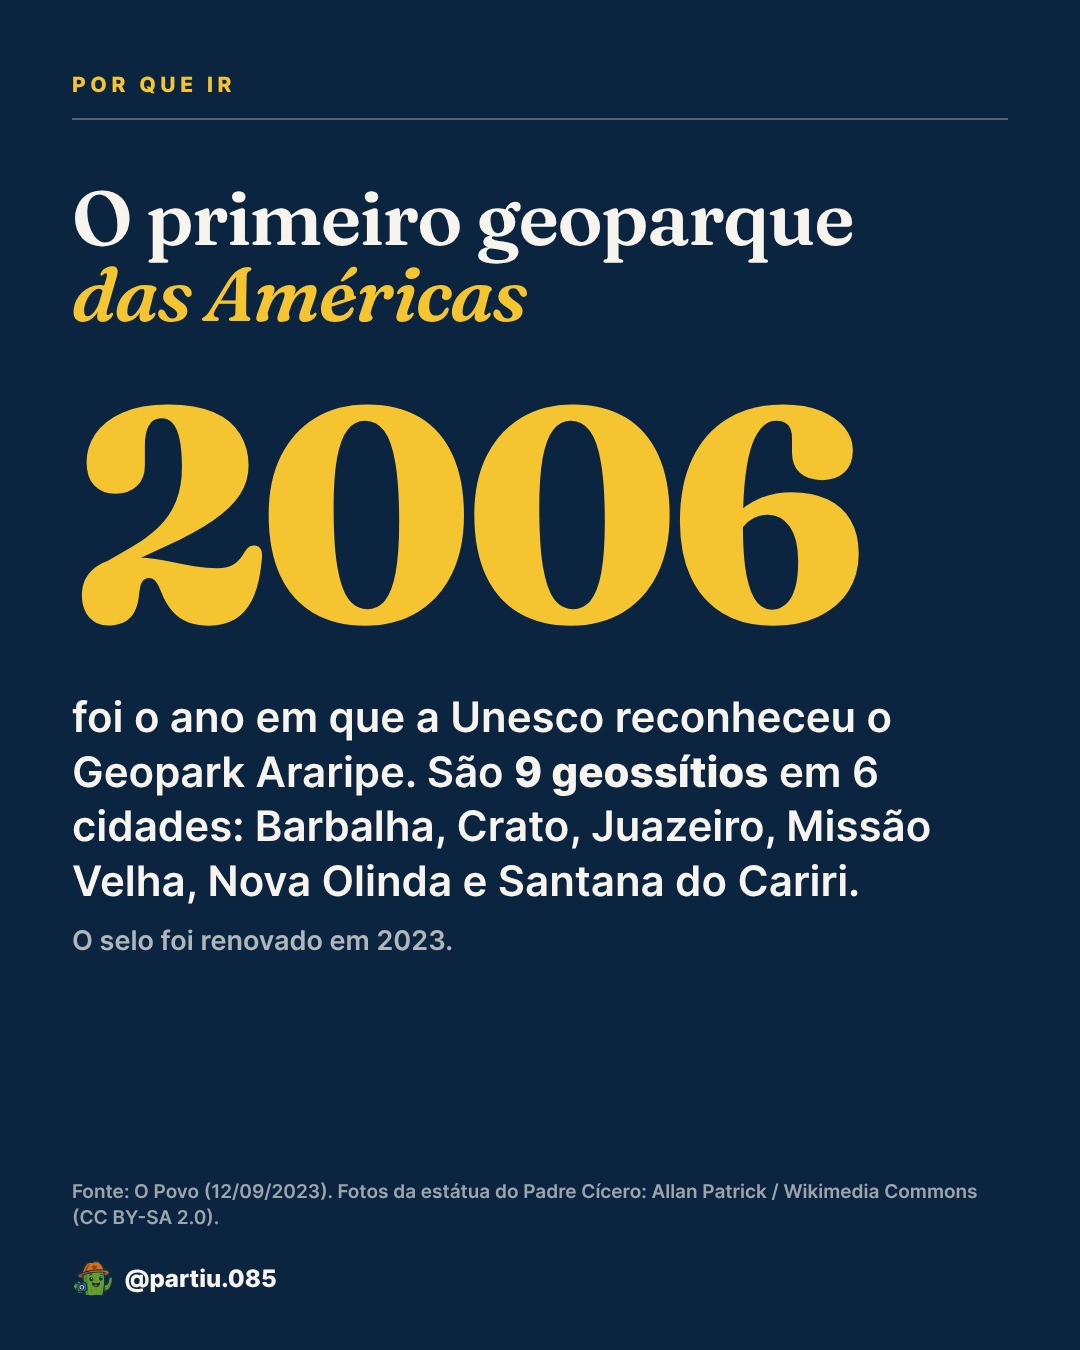 POR QUE IR
O primeiro geoparque
das Américas
2006
foi o ano em que a Unesco reconheceu o
Geopark Araripe. São 9 geossítios em 6
cidades: Barbalha, Crato, Juazeiro, Missão
Velha, Nova Olinda e Santana do Cariri.
O selo foi renovado em 2023.
Fonte: O Povo (12/09/2023). Fotos da estátua do Padre Cícero: Allan Patrick / Wikimedia Commons
(CC BY-SA 2.0).
@partiu.085